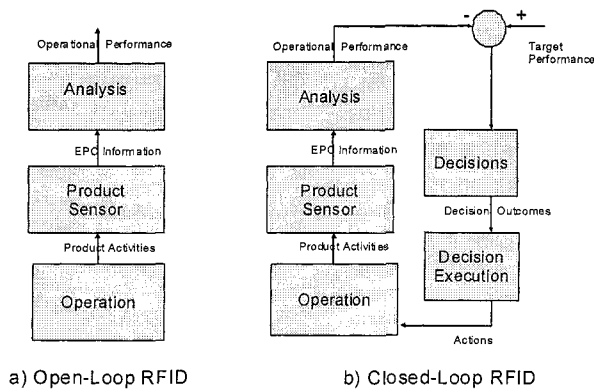 Operational Performance
Analysis
EPC Information
Product
Sensor
Product Activities
Operation
a) Open-Loop RFID
- +
Operational Performance
Target
Performance
Analysis
EPC Information
Decisions
Product
Sensor
Decision Outcomes
Product Activities
Decision
Execution
Operation
Actions
b) Closed-Loop RFID